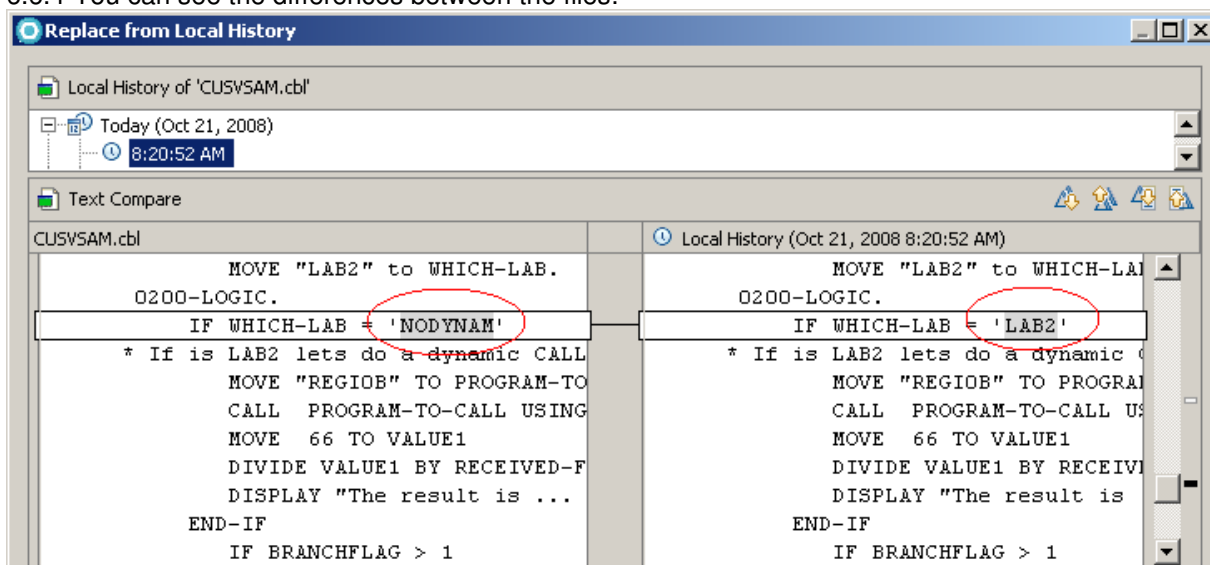 Replace from Local History
Local History of 'CUSVSAM.cbl'
Today (Oct 21, 2008)
8:20:52 AM
Text Compare
CUSVSAM.cbl
MOVE "LAB2" to WHICH-LAB.
0200-LOGIC.
IF WHICH-LAB = 'NODYNAM'
* If is LAB2 lets do a dynamic CALL
MOVE "REGIOB" TO PROGRAM-TO
CALL PROGRAM-TO-CALL USING
MOVE 66 TO VALUE1
DIVIDE VALUE1 BY RECEIVED-F
DISPLAY "The result is ...
END-IF
IF BRANCHFLAG > 1
Local History (Oct 21, 2008 8:20:52 AM)
MOVE "LAB2" to WHICH-LA
0200-LOGIC.
IF WHICH-LAB = 'LAB2'
* If is LAB2 lets do a dynamic
MOVE "REGIOB" TO PROGRA
CALL PROGRAM-TO-CALL U
MOVE 66 TO VALUE1
DIVIDE VALUE1 BY RECEIV
DISPLAY "The result is
END-IF
IF BRANCHFLAG > 1